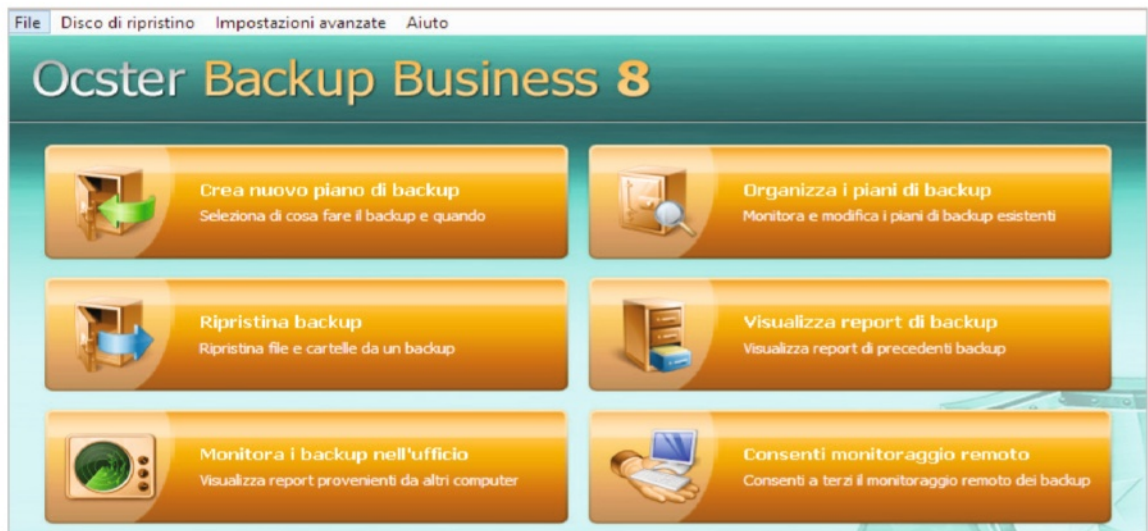 File Disco di ripristino Impostazioni avanzate Aiuto
Ocster Backup Business 8
Crea nuovo piano di backup
Seleziona di cosa fare il backup e quando
Organizza i piani di backup
Monitora e modifica i piani di backup esistenti
Ripristina backup
Ripristina file e cartelle da un backup
Visualizza report di backup
Visualizza report di precedenti backup
Monitora i backup nell'ufficio
Visualizza report provenienti da altri computer
Consenti monitoraggio remoto
Consenti a terzi il monitoraggio remoto dei backup